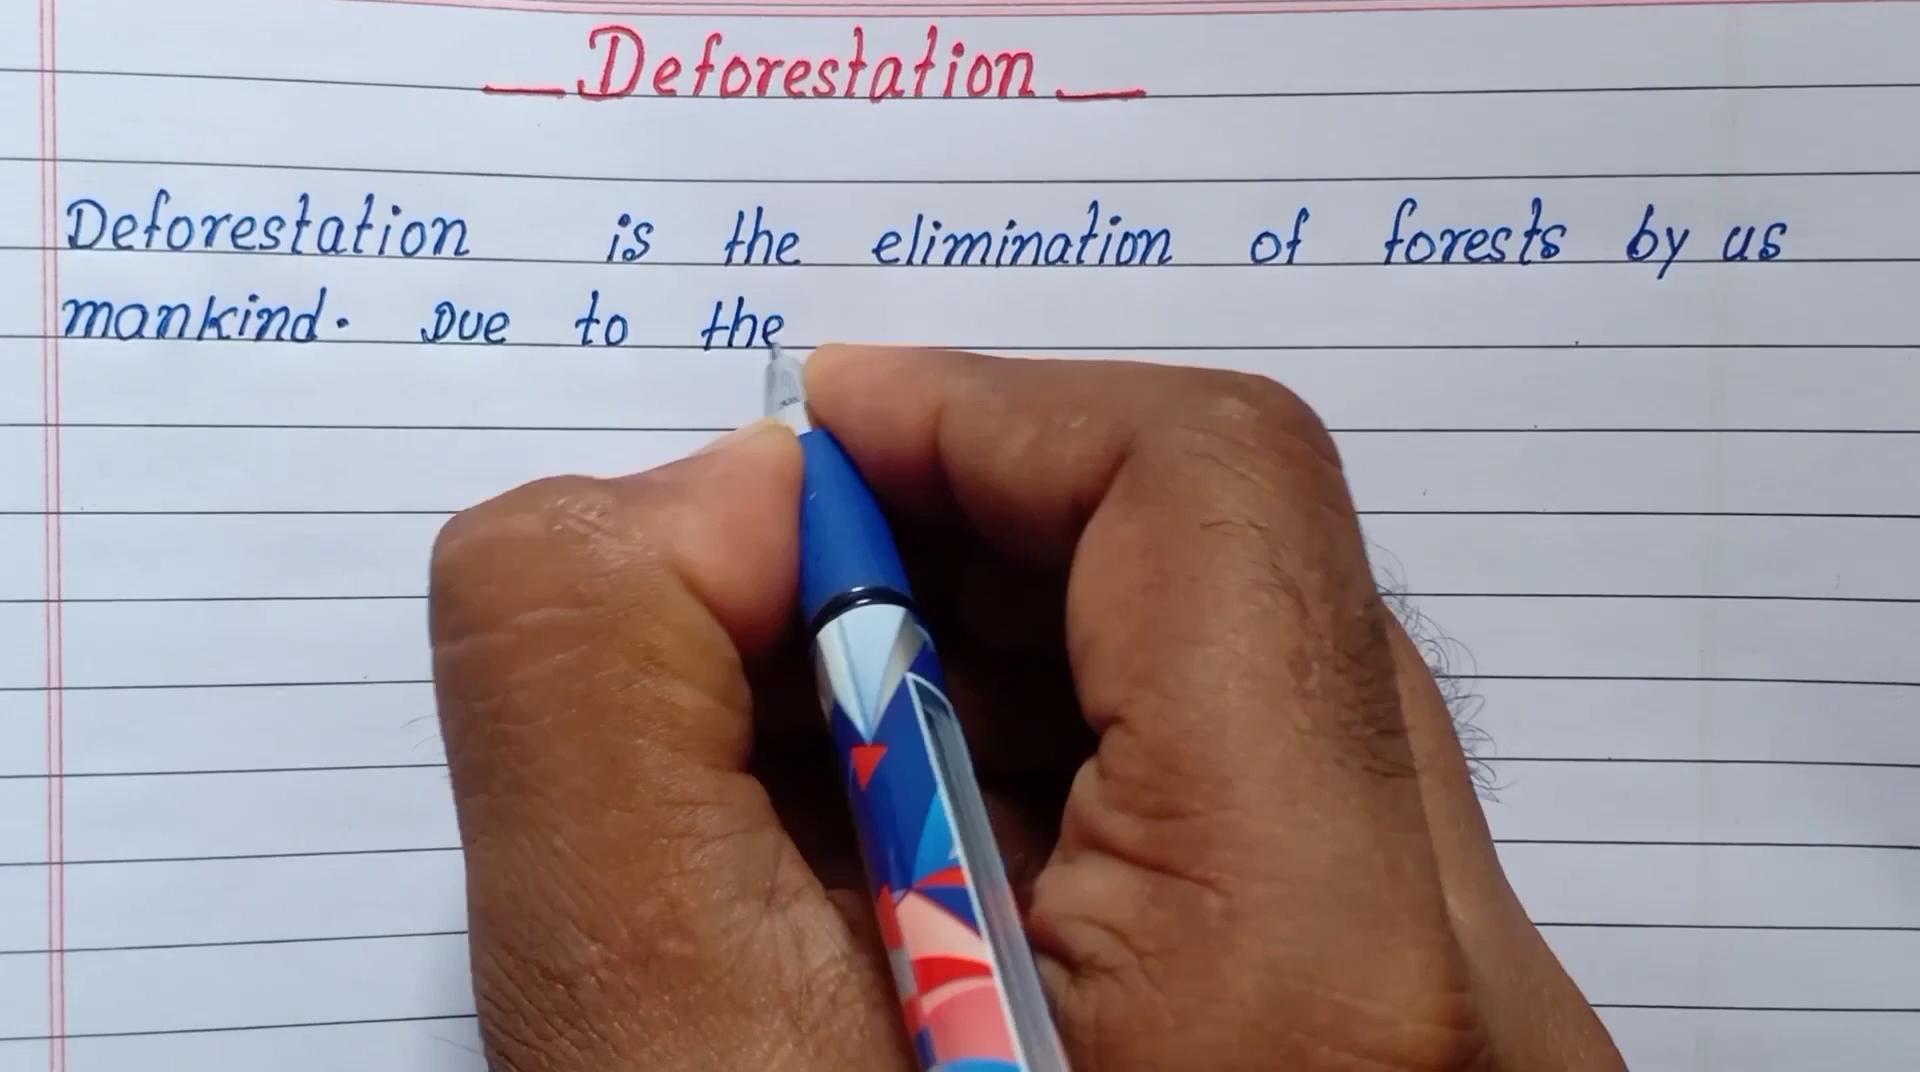 Deforestation
Deforestation is the elimination of forests by us
mankind. Due to the